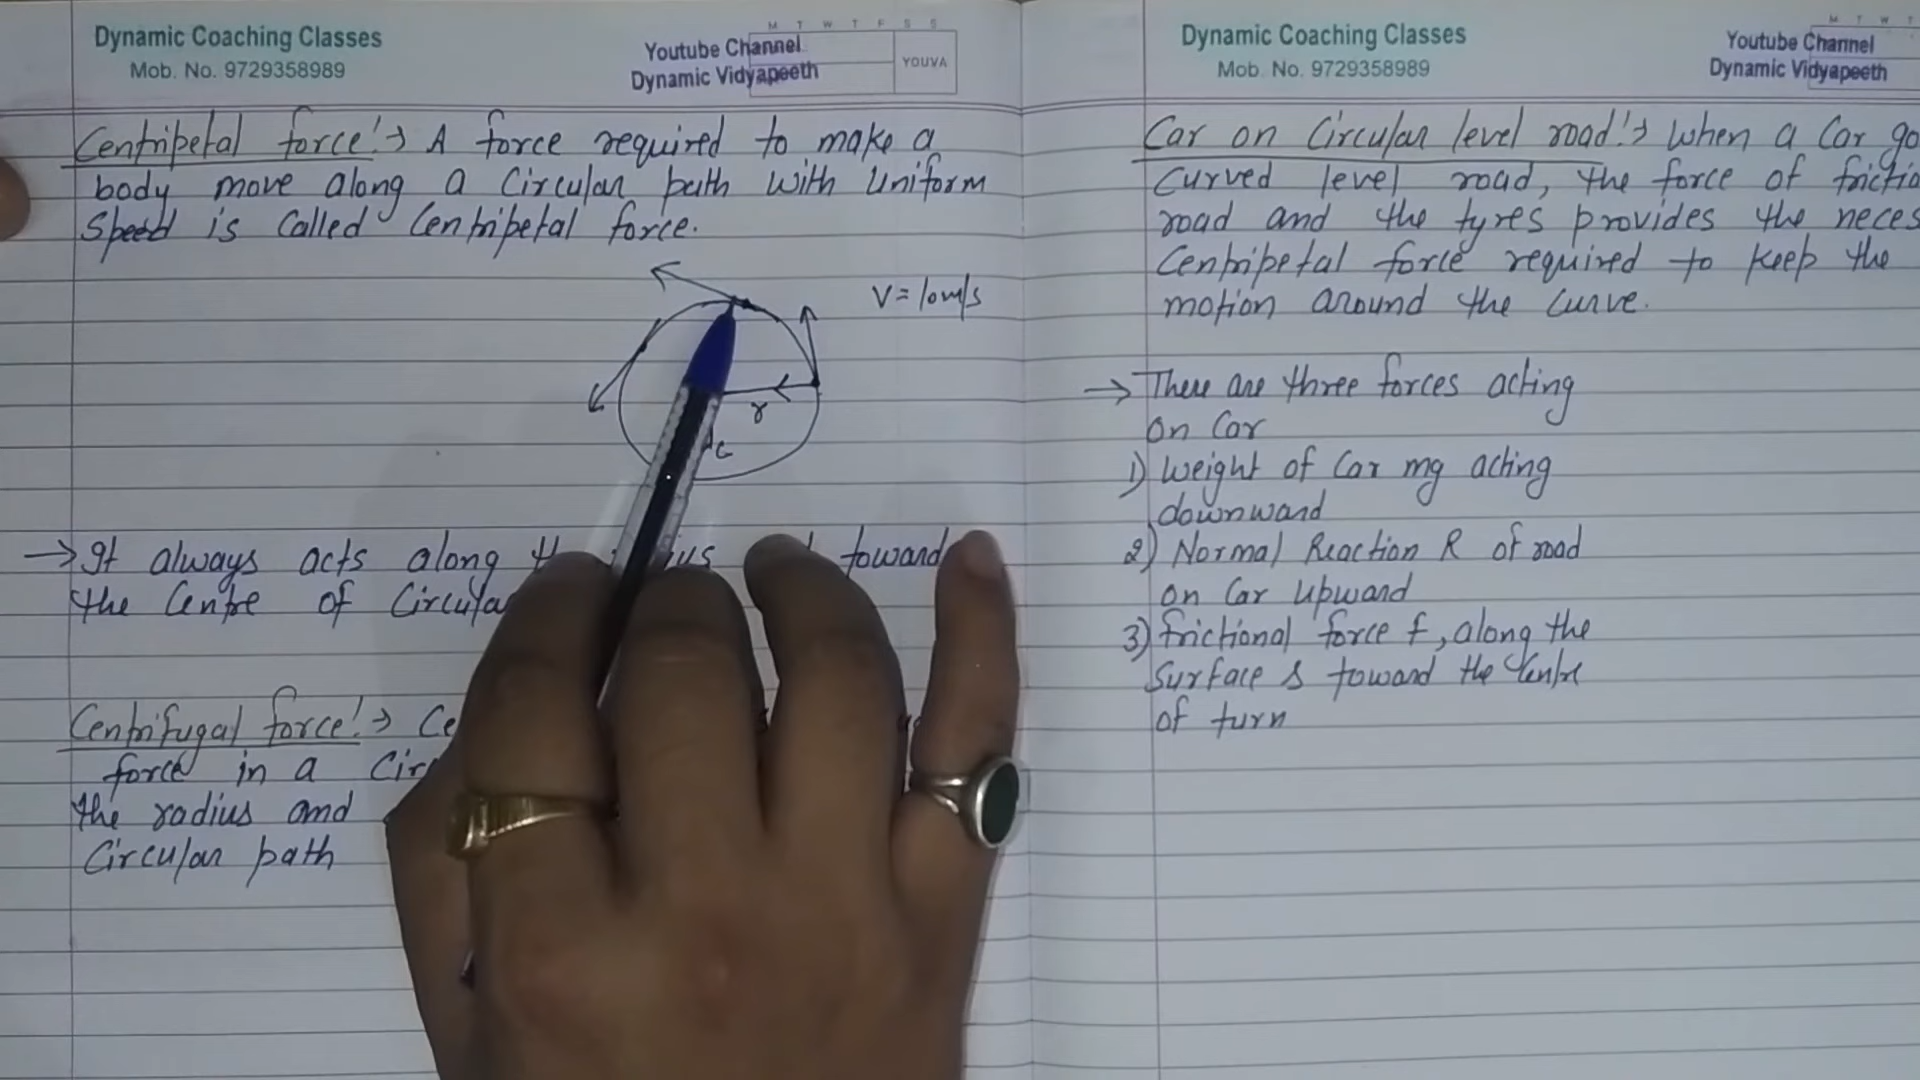 Dynamic Coaching Classes
Mob. No. 9729358989
M T W T F S S
Youtube Channel
Dynamic Vidyapeeth
YOUVA
Centripetal force:→ A force required to make a
body move along a Circular path with Uniform
Speed is Called Centripetal force.
V = 10m/s
r
C
→ It always acts along toward
the Centre of
Centrifugal force:→
force in a
the radius and
Circular path
Dynamic Coaching Classes
Mob. No. 9729358989
M T W T
Youtube Channel
Dynamic Vidyapeeth
Car on Circular level road:→ When a Car
Curved level road, the force of
road and the tyres provides the
Centripetal force required to keep the
motion around the Curve.
→ There are three forces acting
on Car
1) Weight of Car mg acting
downward
2) Normal Reaction R of road
on Car Upward
3) frictional force f, along the
Surface & toward the Centre
of turn